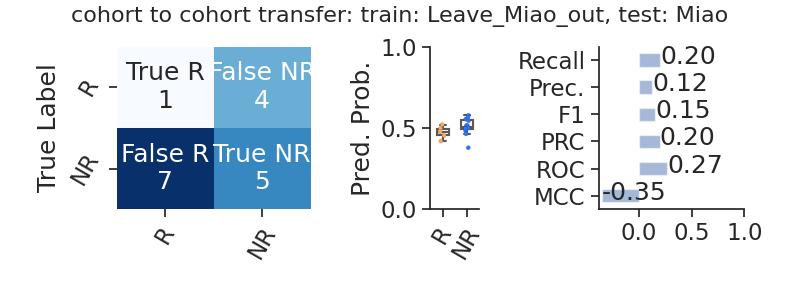 cohort to cohort transfer: train: Leave_Miao_out, test: Miao
True Label
R
NR
True R
1
False NR
4
False R
7
True NR
5
R
NR
Pred. Prob.
1.0
0.5
0.0
R
NR
Recall
0.20
Prec.
0.12
F1
0.15
PRC
0.20
ROC
0.27
MCC
-0.35
0.0
0.5
1.0